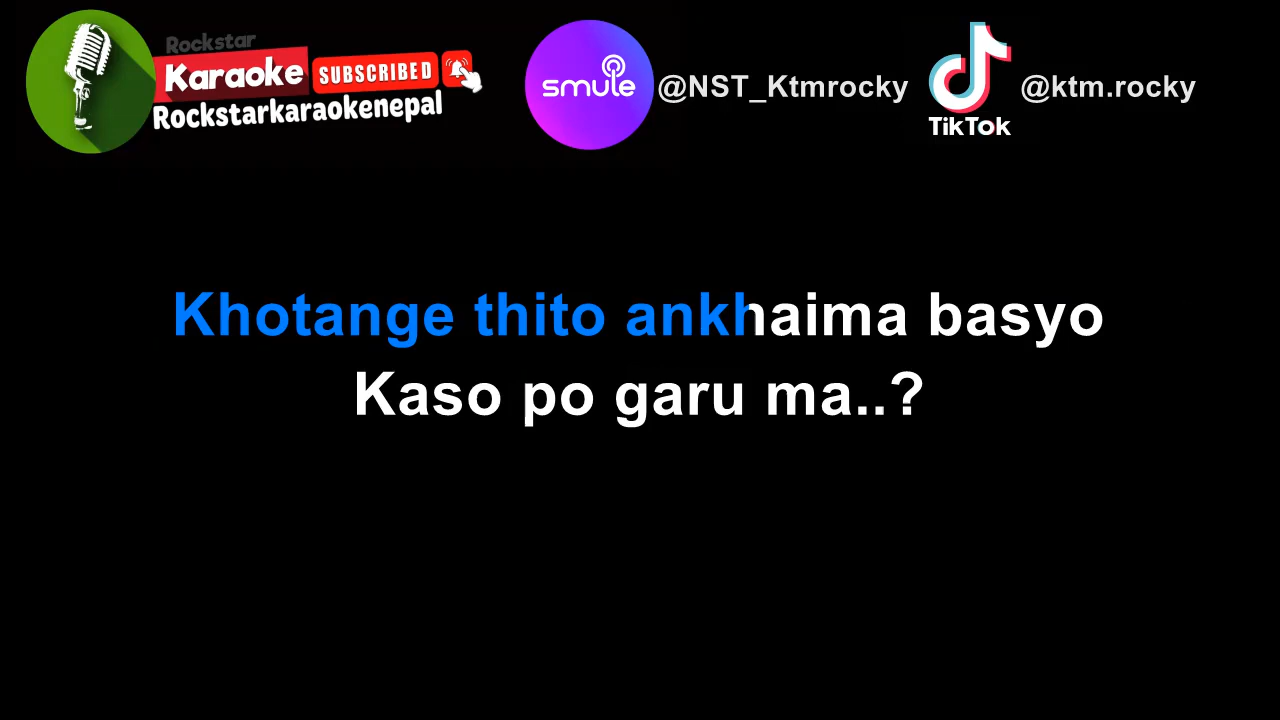 Rockstar
Karaoke SUBSCRIBED
Rockstarkaraokenepal
smule @NST_Ktmrocky
TikTok @ktm.rocky
Khotange thito ankhaima basyo
Kaso po garu ma..?